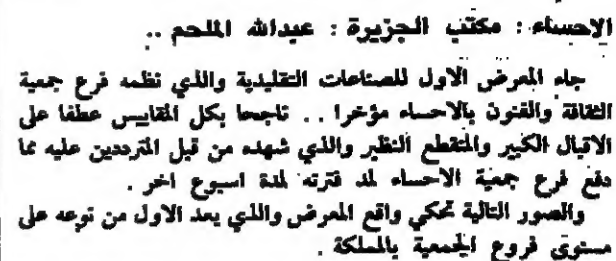 الاحساء : مكتب الجزيرة : عبدالله الملحم ..
جاء المعرض الاول للصناعات التقليدية والذي نظمه فرع جمعية
الثقافة والفنون بالاحساء مؤخرا .. ناجحا بكل المقاييس عطفا على
الاقبال الكبير والمنقطع النظير والذي شهده من قبل المترددين عليه مما
دفع فرع جمعية الاحساء لمد فترته لمدة اسبوع اخر .
والصور التالية تحكي واقع المعرض والذي يعد الاول من نوعه على
مستوى فروع الجمعية بالمملكة .